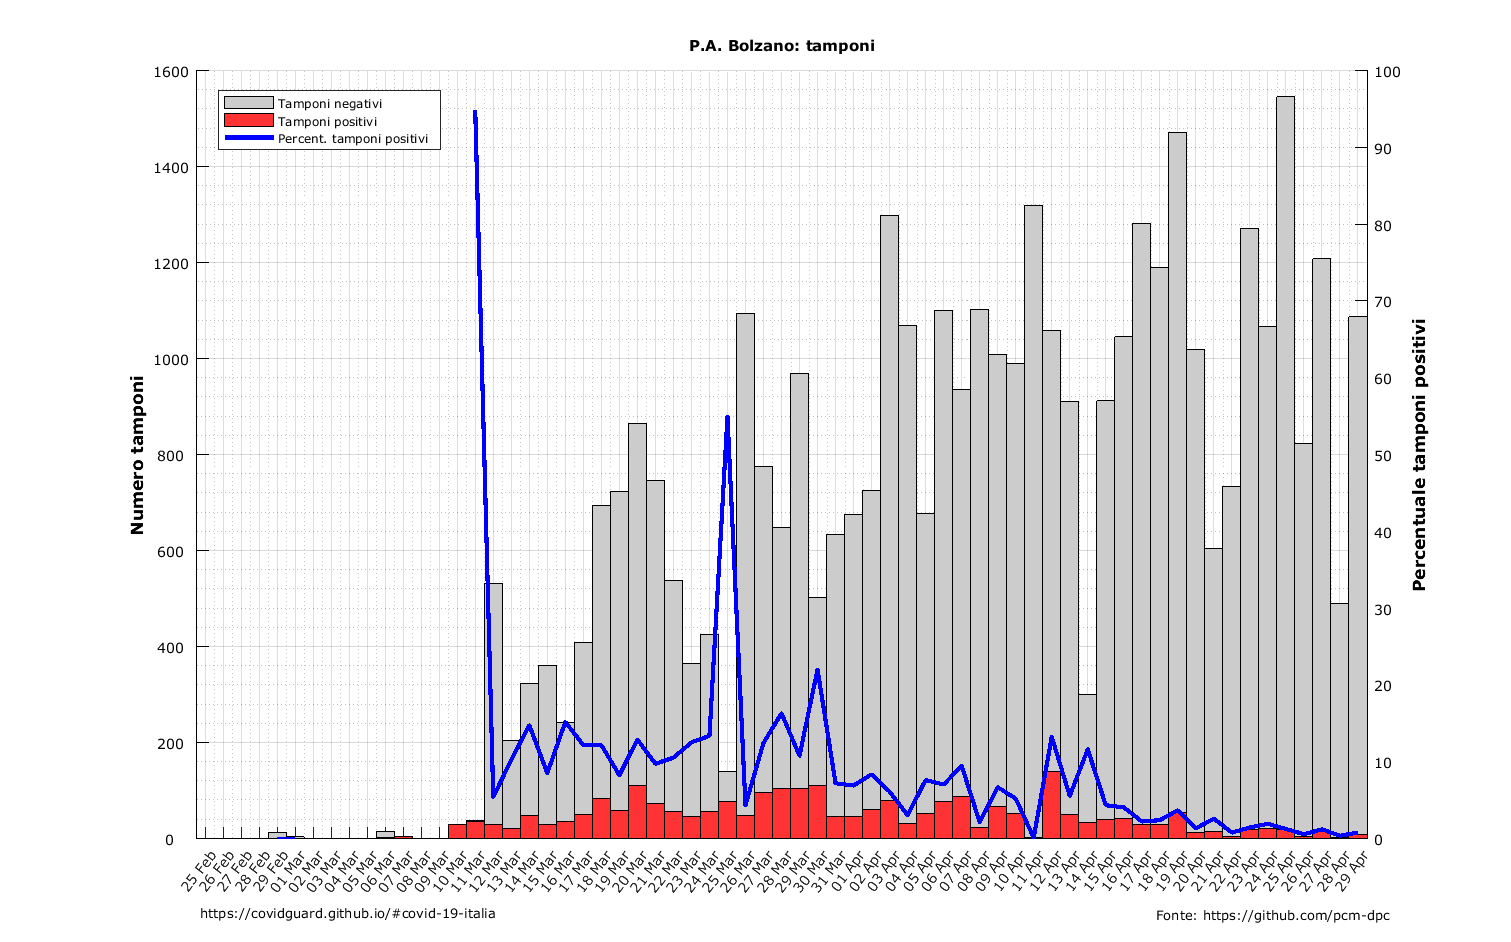 P.A. Bolzano: tamponi
1600
1400
1200
1000
800
600
400
200
0
Numero tamponi
Tamponi negativi
Tamponi positivi
Percent. tamponi positivi
100
90
80
70
60
50
40
30
20
10
0
Percentuale tamponi positivi
25 Feb
26 Feb
27 Feb
28 Feb
29 Feb
01 Mar
02 Mar
03 Mar
04 Mar
05 Mar
06 Mar
07 Mar
08 Mar
09 Mar
10 Mar
11 Mar
12 Mar
13 Mar
14 Mar
15 Mar
16 Mar
17 Mar
18 Mar
19 Mar
20 Mar
21 Mar
22 Mar
23 Mar
24 Mar
25 Mar
26 Mar
27 Mar
28 Mar
29 Mar
30 Mar
31 Mar
01 Apr
02 Apr
03 Apr
04 Apr
05 Apr
06 Apr
07 Apr
08 Apr
09 Apr
10 Apr
11 Apr
12 Apr
13 Apr
14 Apr
15 Apr
16 Apr
17 Apr
18 Apr
19 Apr
20 Apr
21 Apr
22 Apr
23 Apr
24 Apr
25 Apr
26 Apr
27 Apr
28 Apr
29 Apr
https://covidguard.github.io/#covid-19-italia
Fonte: https://github.com/pcm-dpc